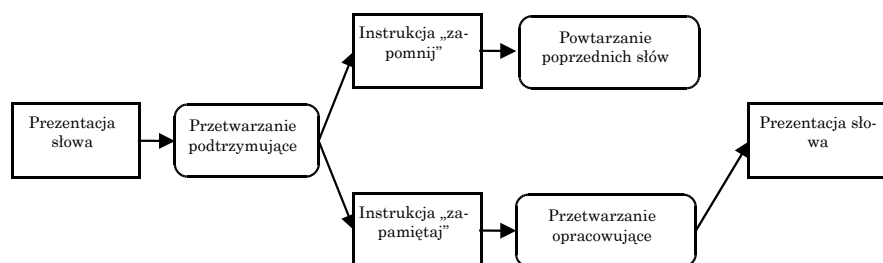 Instrukcja „za-
pomnij”
Powtarzanie
poprzednich słów
Prezentacja
słowa
Przetwarzanie
podtrzymujące
Prezentacja sło-
wa
Instrukcja „za-
pamiętaj”
Przetwarzanie
opracowujące